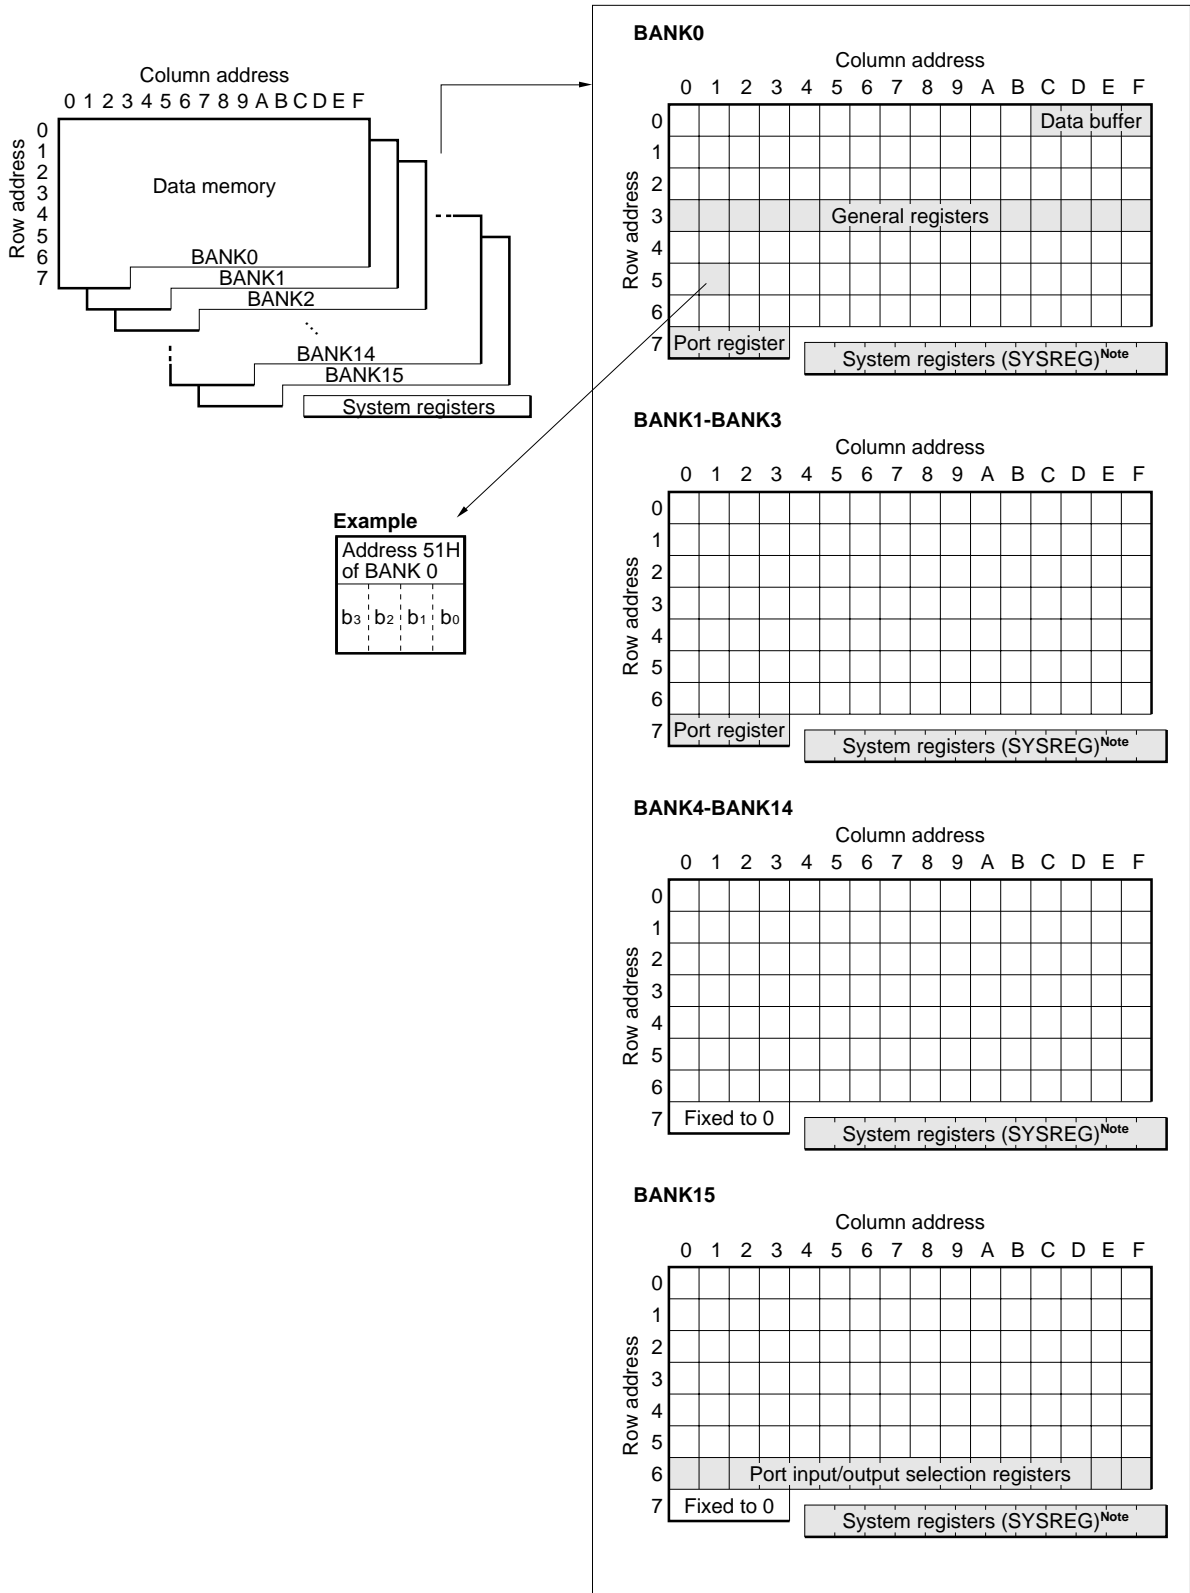 Column address
0 1 2 3 4 5 6 7 8 9 A B C D E F
Row address
0
1
2
3
4
5
6
7
Data memory
BANK0
BANK1
BANK2
BANK14
BANK15
System registers
Example
Address 51H
of BANK 0
b3 b2 b1 b0
BANK0
Column address
0 1 2 3 4 5 6 7 8 9 A B C D E F
Row address
0
1
2
3
4
5
6
7
Data buffer
General registers
Port register
System registers (SYSREG)Note
BANK1-BANK3
Column address
0 1 2 3 4 5 6 7 8 9 A B C D E F
Row address
0
1
2
3
4
5
6
7
Port register
System registers (SYSREG)Note
BANK4-BANK14
Column address
0 1 2 3 4 5 6 7 8 9 A B C D E F
Row address
0
1
2
3
4
5
6
7
Fixed to 0
System registers (SYSREG)Note
BANK15
Column address
0 1 2 3 4 5 6 7 8 9 A B C D E F
Row address
0
1
2
3
4
5
6
7
Port input/output selection registers
Fixed to 0
System registers (SYSREG)Note